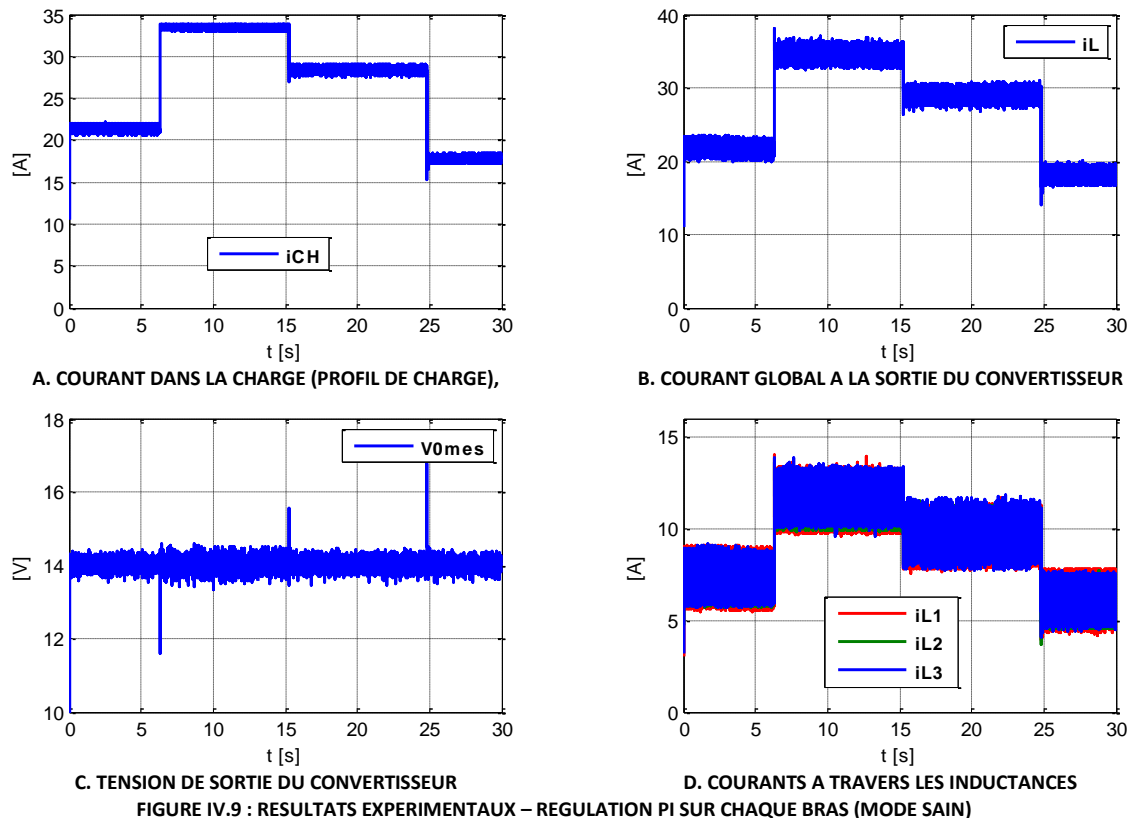 35
30
25
20
15
10
5
0
[A]
iCH
0 5 10 15 20 25 30
t [s]
A. COURANT DANS LA CHARGE (PROFIL DE CHARGE),
40
30
20
10
0
[A]
iL
0 5 10 15 20 25 30
t [s]
B. COURANT GLOBAL A LA SORTIE DU CONVERTISSEUR
18
16
14
12
10
[V]
V0mes
0 5 10 15 20 25 30
t [s]
C. TENSION DE SORTIE DU CONVERTISSEUR
15
10
5
0
[A]
iL1
iL2
iL3
0 5 10 15 20 25 30
t [s]
D. COURANTS A TRAVERS LES INDUCTANCES
FIGURE IV.9 : RESULTATS EXPERIMENTAUX – REGULATION PI SUR CHAQUE BRAS (MODE SAIN)